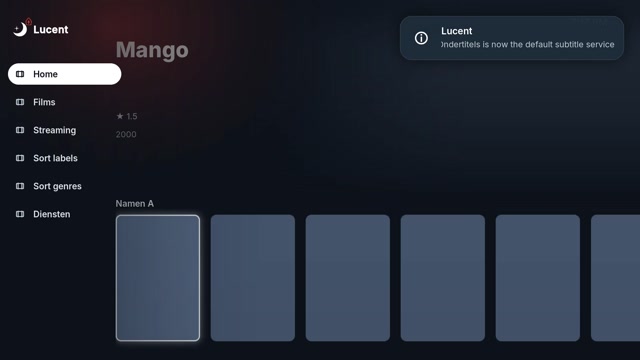 Lucent
Home
Films
Streaming
Sort labels
Sort genres
Diensten
Mango
★ 1.5
2000
Namen A
Lucent
is now the default subtitle service